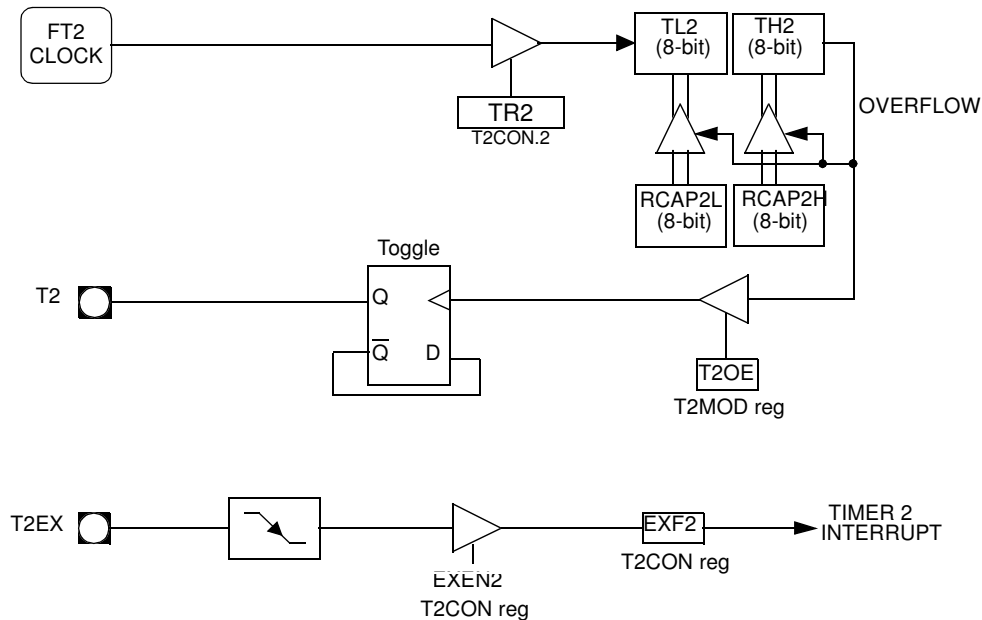 FT2
CLOCK
TL2
(8-bit)
TH2
(8-bit)
TR2
T2CON.2
OVERFLOW
RCAP2L
(8-bit)
RCAP2H
(8-bit)
Toggle
T2
Q
Q
D
T2OE
T2MOD reg
T2EX
EXEN2
T2CON reg
EXF2
T2CON reg
TIMER 2
INTERRUPT